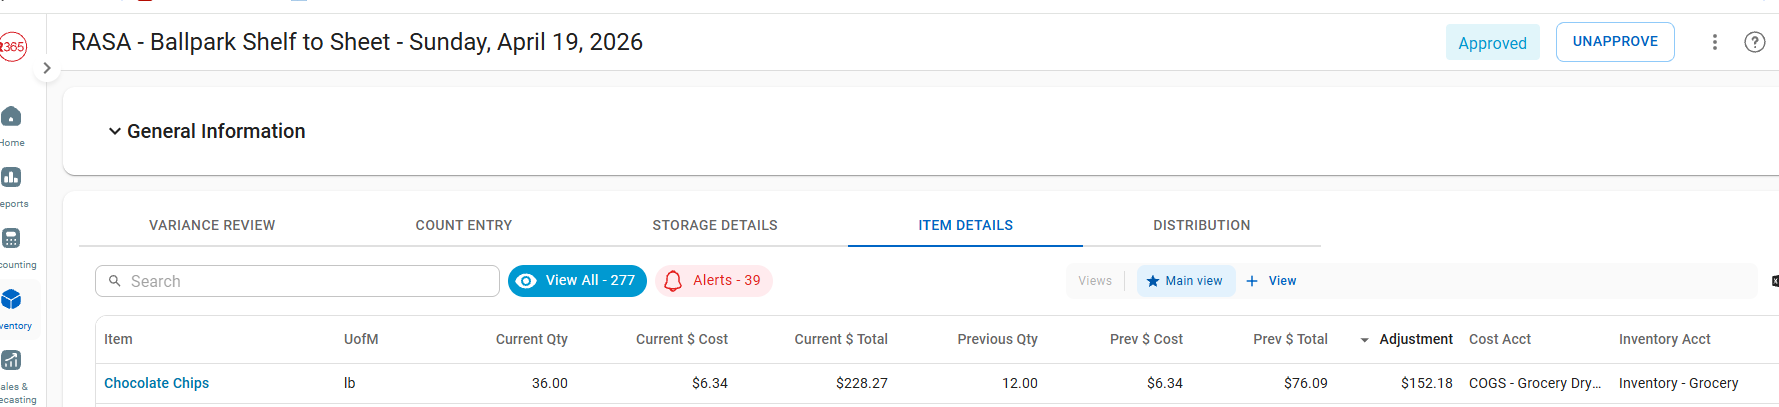 RASA - Ballpark Shelf to Sheet - Sunday, April 19, 2026
Approved
UNAPPROVE
?
365
Home
eports
counting
ventory
ales &
ecasting
General Information
VARIANCE REVIEW COUNT ENTRY STORAGE DETAILS ITEM DETAILS DISTRIBUTION
Search
View All - 277
Alerts - 39
Views
Main view
+ View
Item UofM Current Qty Current $ Cost Current $ Total Previous Qty Prev $ Cost Prev $ Total Adjustment Cost Acct Inventory Acct
Chocolate Chips lb 36.00 $6.34 $228.27 12.00 $6.34 $76.09 $152.18 COGS - Grocery Dry... Inventory - Grocery